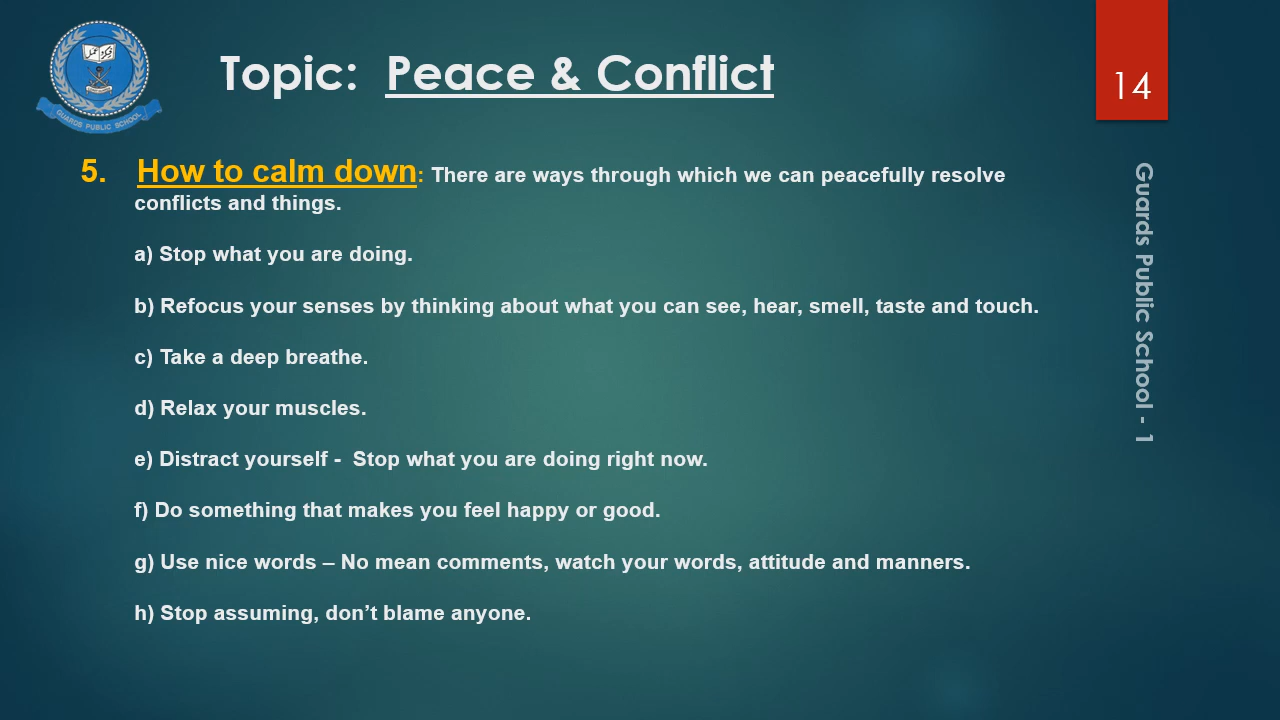 Topic: Peace & Conflict
14
5. How to calm down: There are ways through which we can peacefully resolve
conflicts and things.
a) Stop what you are doing.
b) Refocus your senses by thinking about what you can see, hear, smell, taste and touch.
c) Take a deep breathe.
d) Relax your muscles.
e) Distract yourself - Stop what you are doing right now.
f) Do something that makes you feel happy or good.
g) Use nice words – No mean comments, watch your words, attitude and manners.
h) Stop assuming, don’t blame anyone.
Guards Public School - 1
GUARDS PUBLIC SCHOOL